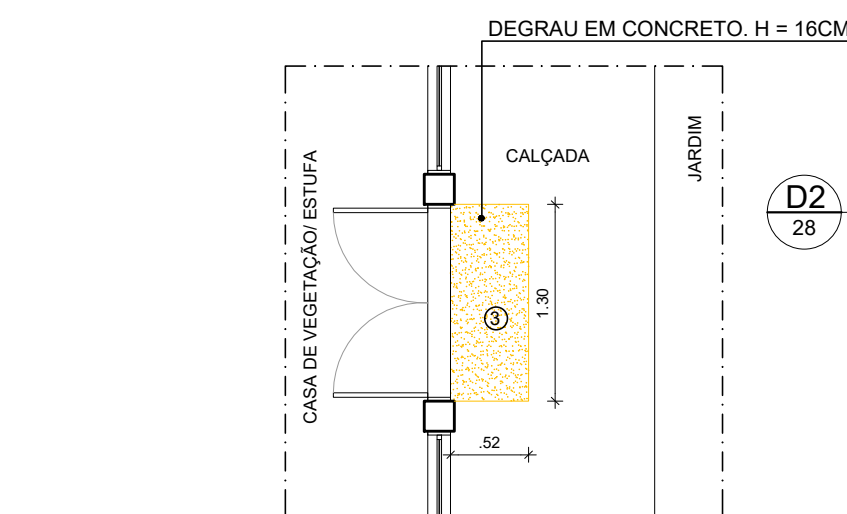 DEGRAU EM CONCRETO. H = 16CM
CALÇADA
JARDIM
CASA DE VEGETAÇÃO/ ESTUFA
D2
28
3
1.30
.52